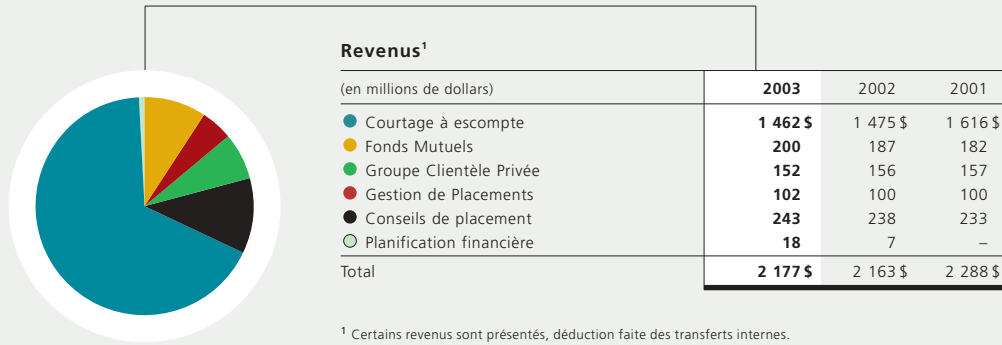 Revenus¹
(en millions de dollars) 2003 2002 2001
Courtage à escompte 1 462 $ 1 475 $ 1 616 $
Fonds Mutuels 200 187 182
Groupe Clientèle Privée 152 156 157
Gestion de Placements 102 100 100
Conseils de placement 243 238 233
Planification financière 18 7 –
Total 2 177 $ 2 163 $ 2 288 $
¹ Certains revenus sont présentés, déduction faite des transferts internes.